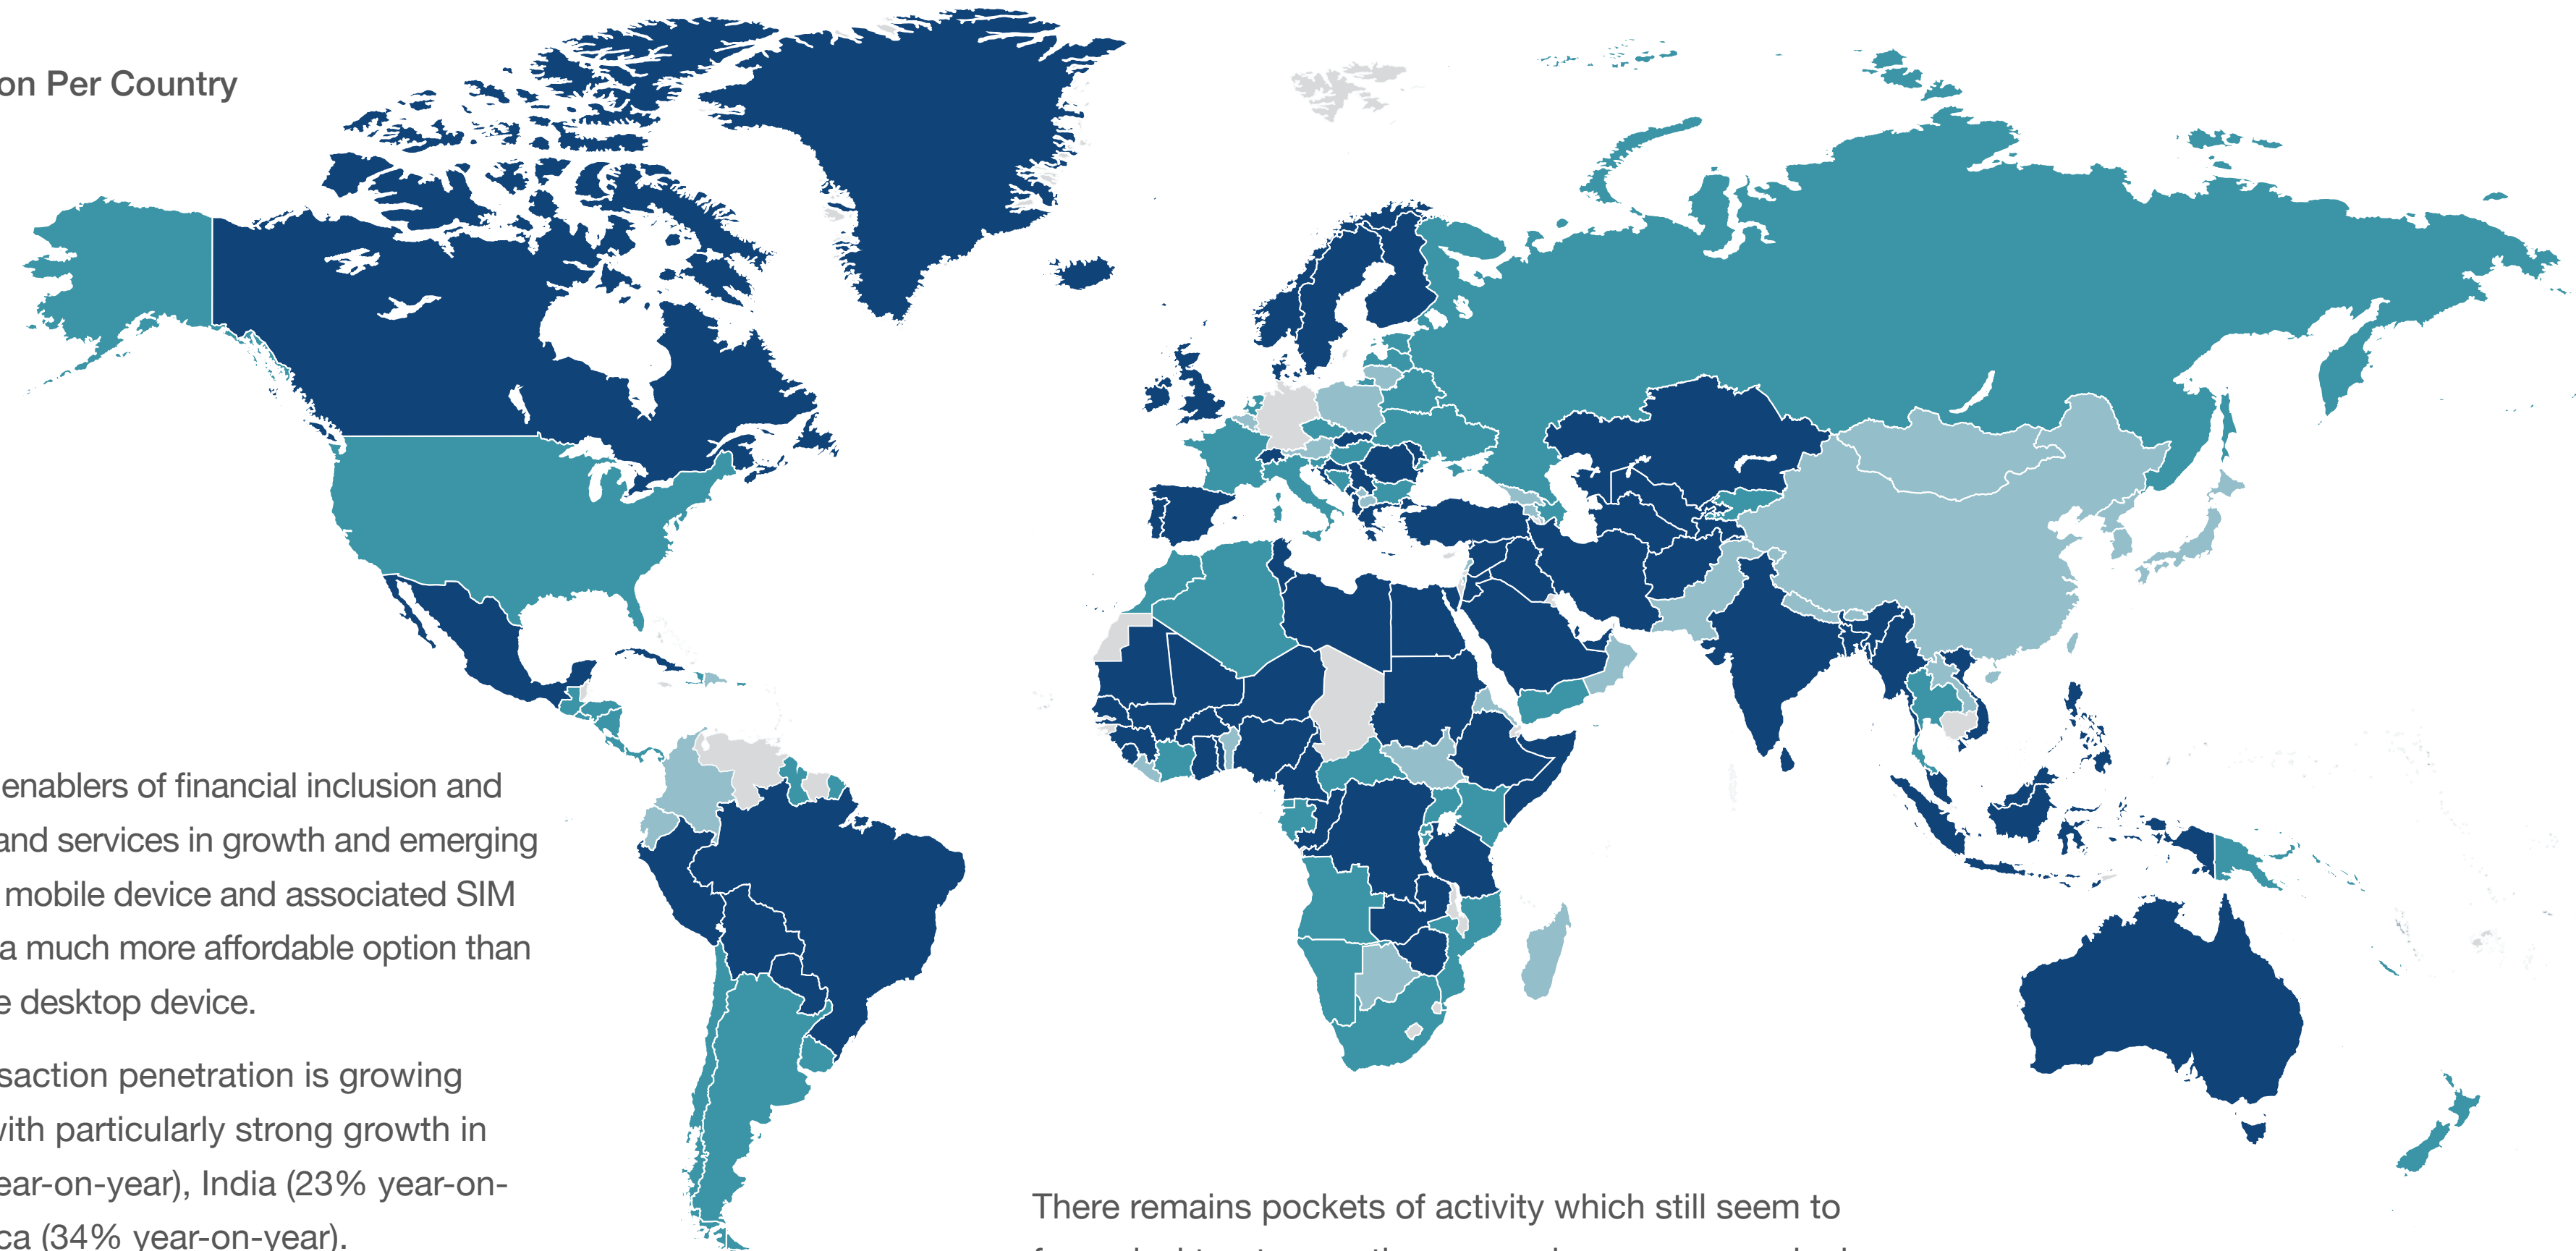 on Per Country
enablers of financial inclusion and
and services in growth and emerging
mobile device and associated SIM
a much more affordable option than
e desktop device.
saction penetration is growing
with particularly strong growth in
ear-on-year), India (23% year-on-
ca (34% year-on-year).
There remains pockets of activity which still seem to